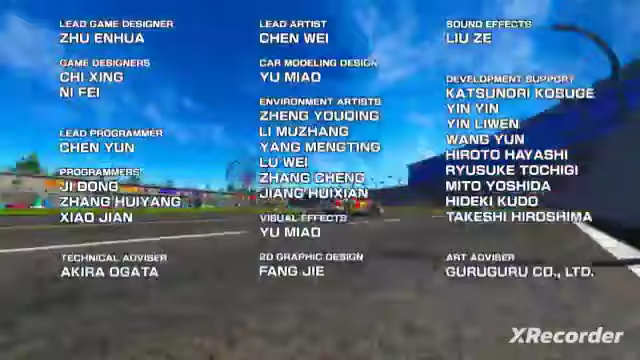 LEAD GAME DESIGNER
ZHU ENHUA
GAME DESIGNERS
CHI XING
NI FEI
LEAD PROGRAMMER
CHEN YUN
PROGRAMMERS
JI DONG
ZHANG HUIYANG
XIAO JIAN
TECHNICAL ADVISER
AKIRA OGATA
LEAD ARTIST
CHEN WEI
CAR MODELING DESIGN
YU MIAO
ENVIRONMENT ARTISTS
ZHENG YOUQING
LI MUZHANG
YANG MENGTING
LU WEI
ZHANG CHENG
JIANG HUIXIAN
VISUAL EFFECTS
YU MIAO
2D GRAPHIC DESIGN
FANG JIE
SOUND EFFECTS
LIU ZE
DEVELOPMENT SUPPORT
KATSUNORI KOSUGE
YIN YIN
YIN LIWEN
WANG YUN
HIROTO HAYASHI
RYUSUKE TOCHIGI
MITO YOSHIDA
HIDEKI KUDO
TAKESHI HIROSHIMA
ART ADVISER
GURUGURU CO., LTD.
XRecorder